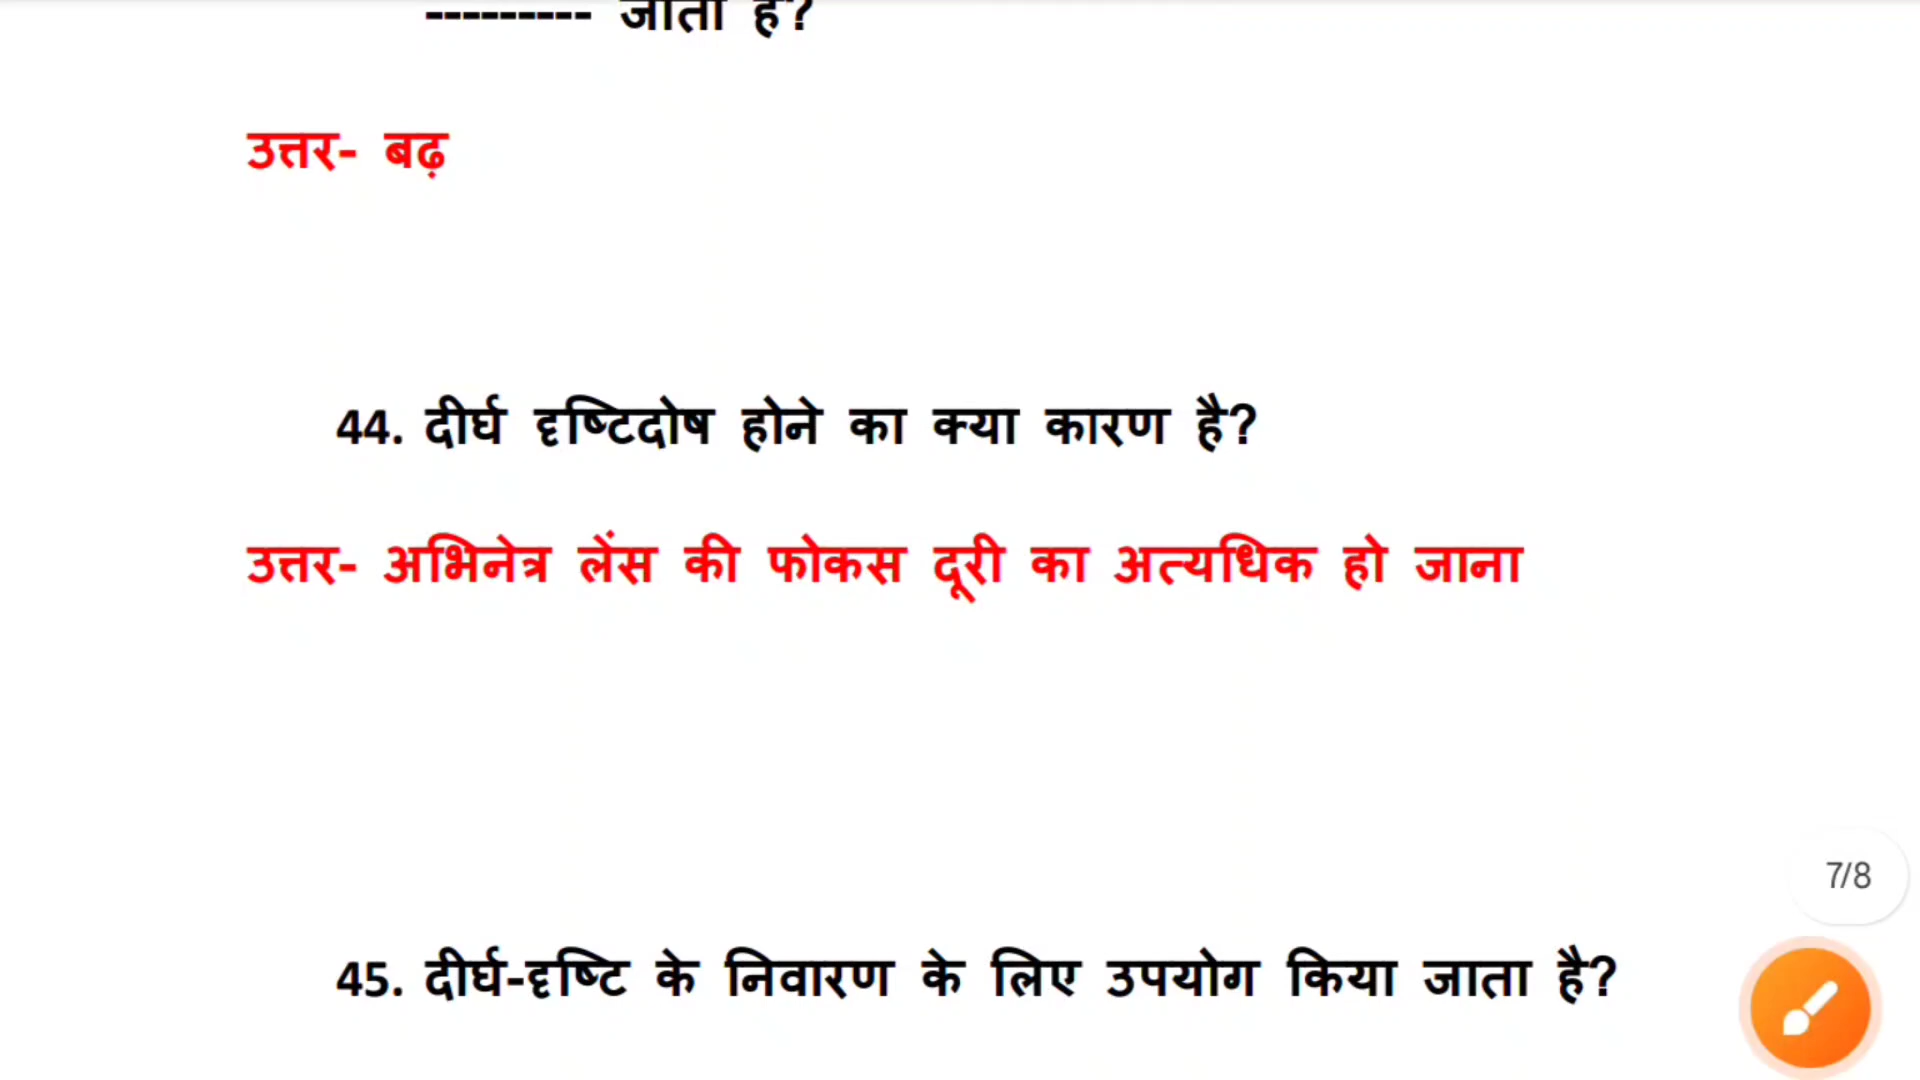 --------- जाता है?
उत्तर- बढ़
44. दीर्घ दृष्टिदोष होने का क्या कारण है?
उत्तर- अभिनेत्र लेंस की फोकस दूरी का अत्यधिक हो जाना
7/8
45. दीर्घ-दृष्टि के निवारण के लिए उपयोग किया जाता है?